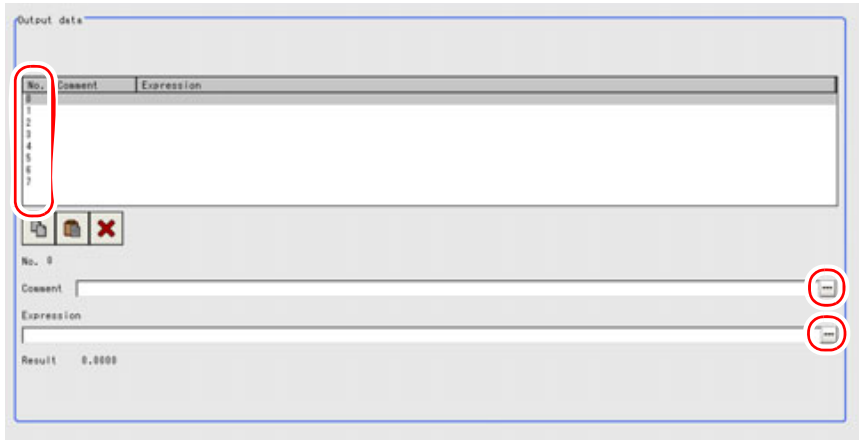 Output data
No. Comment Expression
0
1
2
3
4
5
6
7
No. 0
Comment
Expression
Result 0.0000